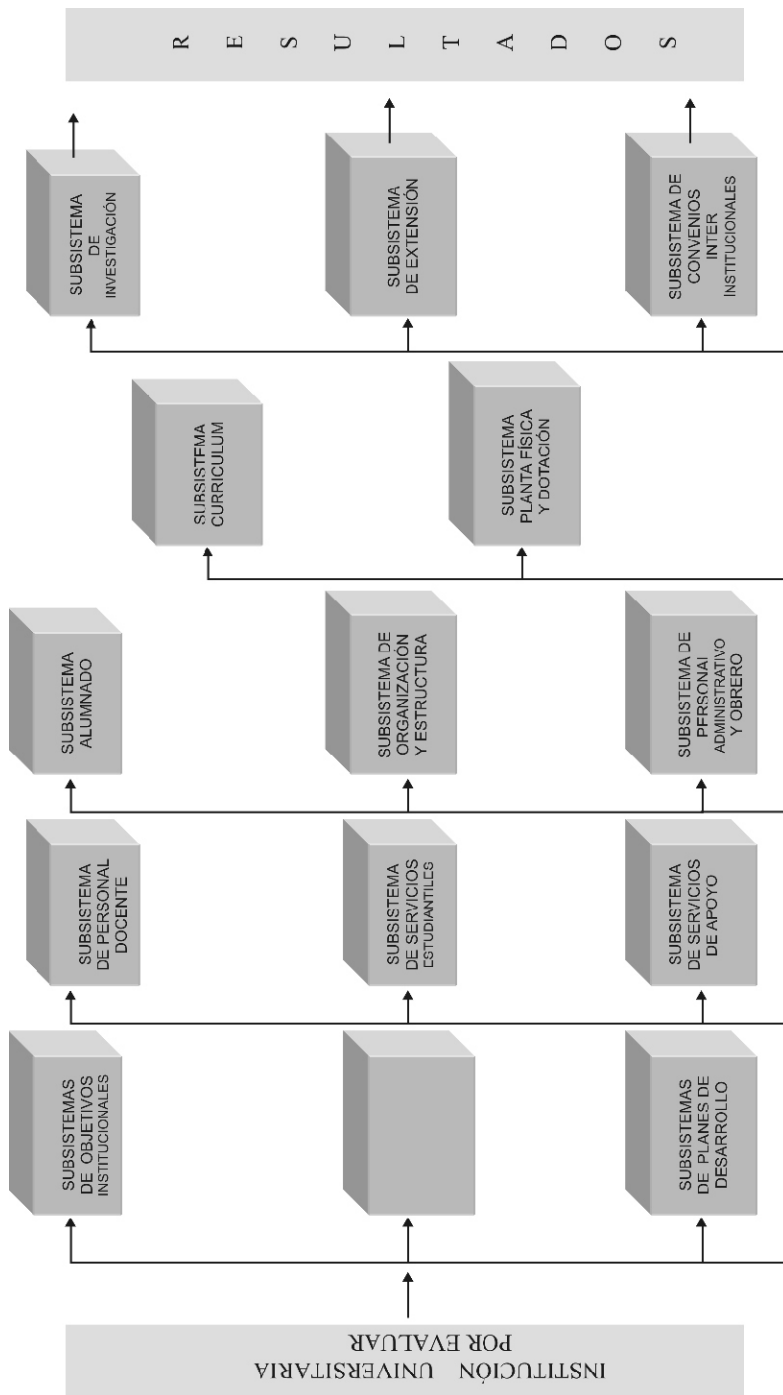 INSTITUCIÓN UNIVERSITARIA
POR EVALUAR
SUBSISTEMAS
DE OBJETIVOS
INSTITUCIONALES
SUBSISTEMAS
DE PLANES DE
DESARROLLO
SUBSISTEMA
DE PERSONAL
DOCENTE
SUBSISTEMA
DE SERVICIOS
ESTUDIANTILES
SUBSISTEMA
DE SERVICIOS
DE APOYO
SUBSISTEMA
ALUMNADO
SUBSISTEMA DE
ORGANIZACIÓN
Y ESTRUCTURA
SUBSISTEMA DE
PERSONAL
ADMINISTRATIVO
Y OBRERO
SUBSISTEMA
CURRICULUM
SUBSISTEMA
PLANTA FÍSICA
Y DOTACIÓN
SUBSISTEMA
DE
INVESTIGACIÓN
SUBSISTEMA
DE EXTENSIÓN
SUBSISTEMA DE
CONVENIOS
INTER
INSTITUCIONALES
R E S U L T A D O S